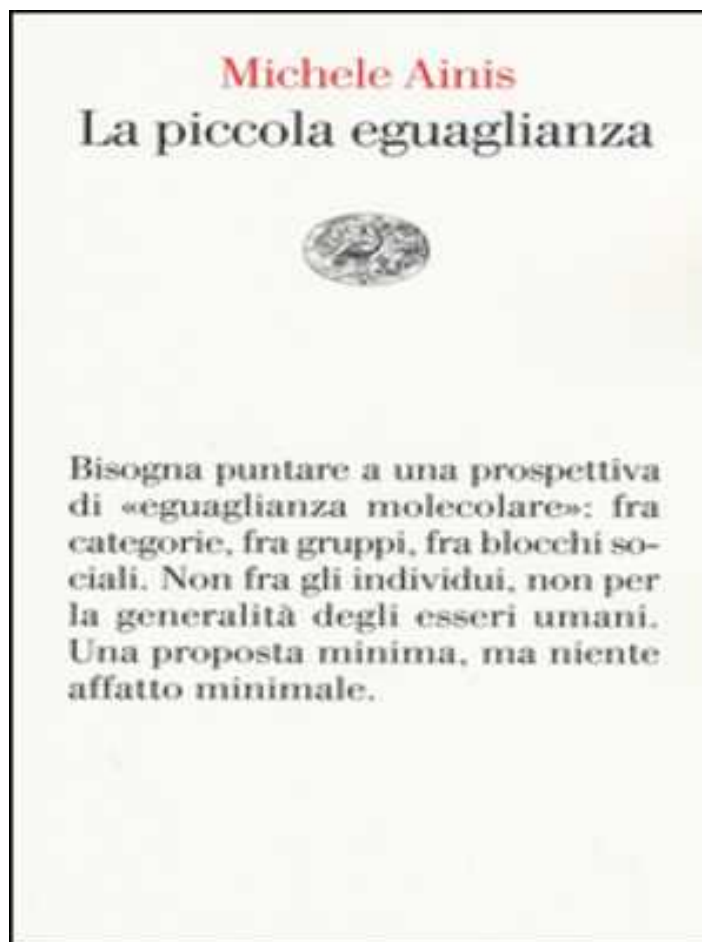 Michele Ainis
La piccola eguaglianza
Bisogna puntare a una prospettiva
di «eguaglianza molecolare»: fra
categorie, fra gruppi, fra blocchi so-
ciali. Non fra gli individui, non per
la generalità degli esseri umani.
Una proposta minima, ma niente
affatto minimale.